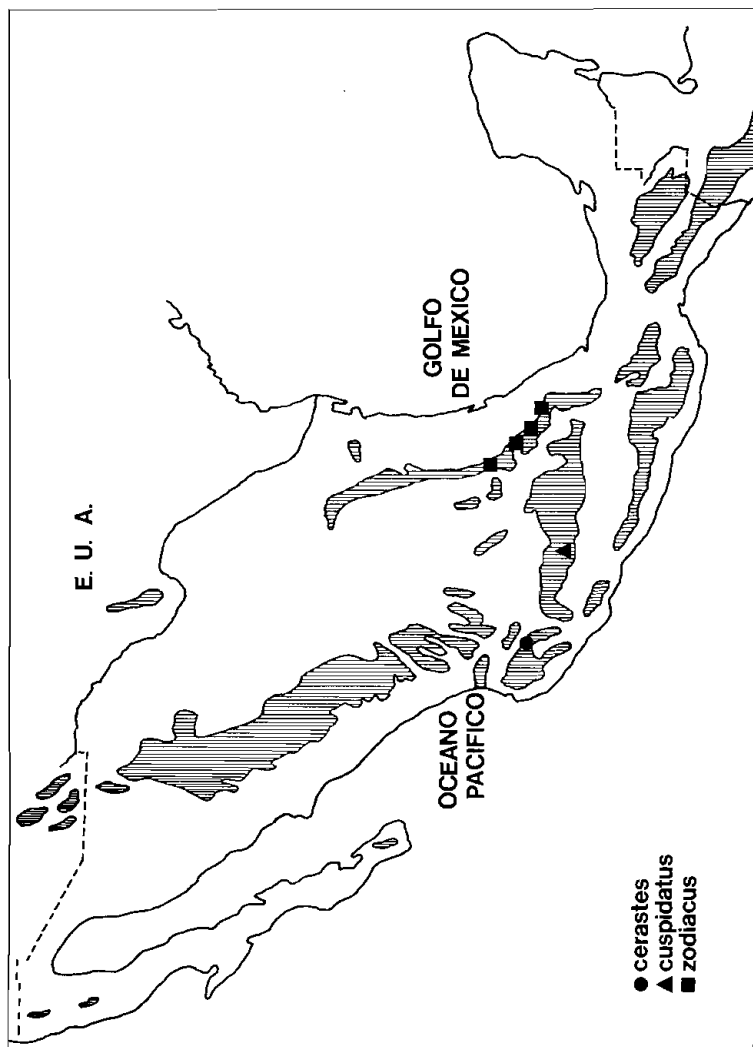 E. U. A.
GOLFO
DE MEXICO
OCEANO
PACIFICO
● cerastes
▲ cuspidatus
■ zodiacus